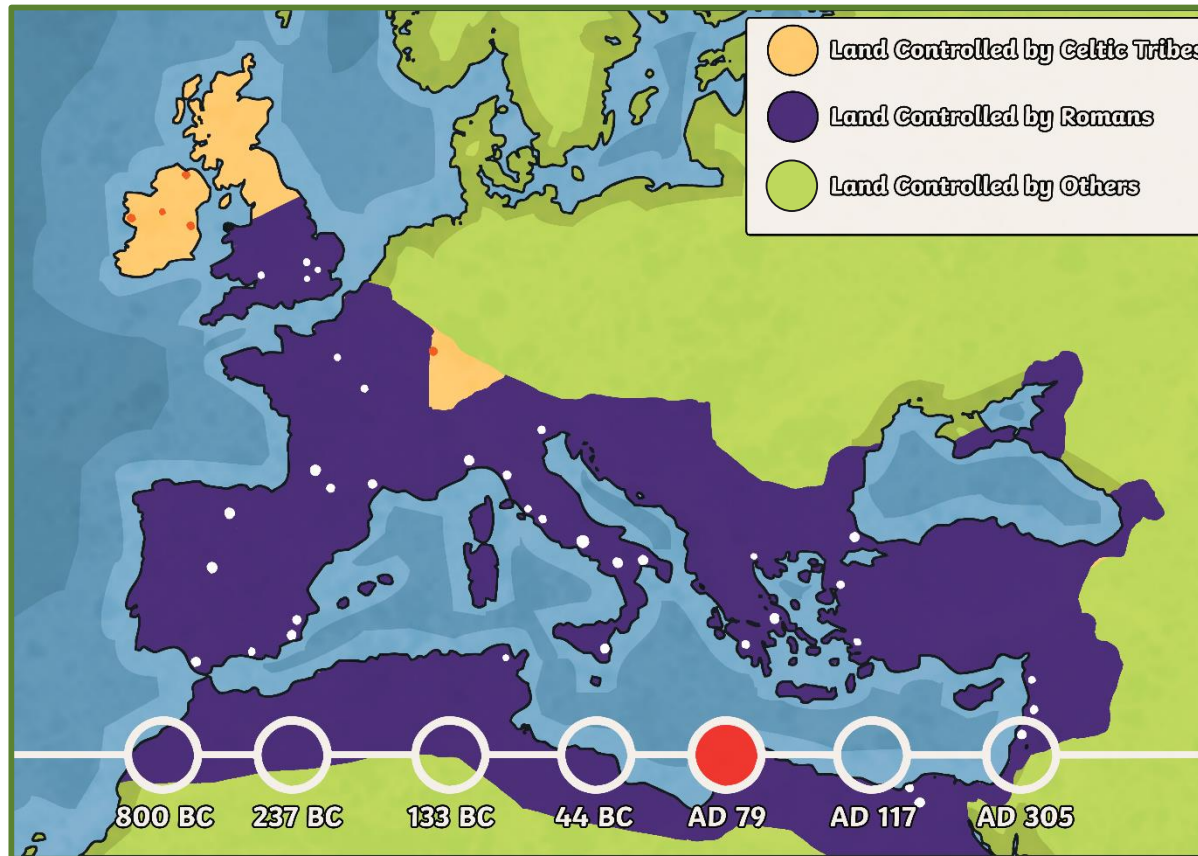 Land Controlled by Celtic Tribes
Land Controlled by Romans
Land Controlled by Others
800 BC 237 BC 133 BC 44 BC AD 79 AD 117 AD 305